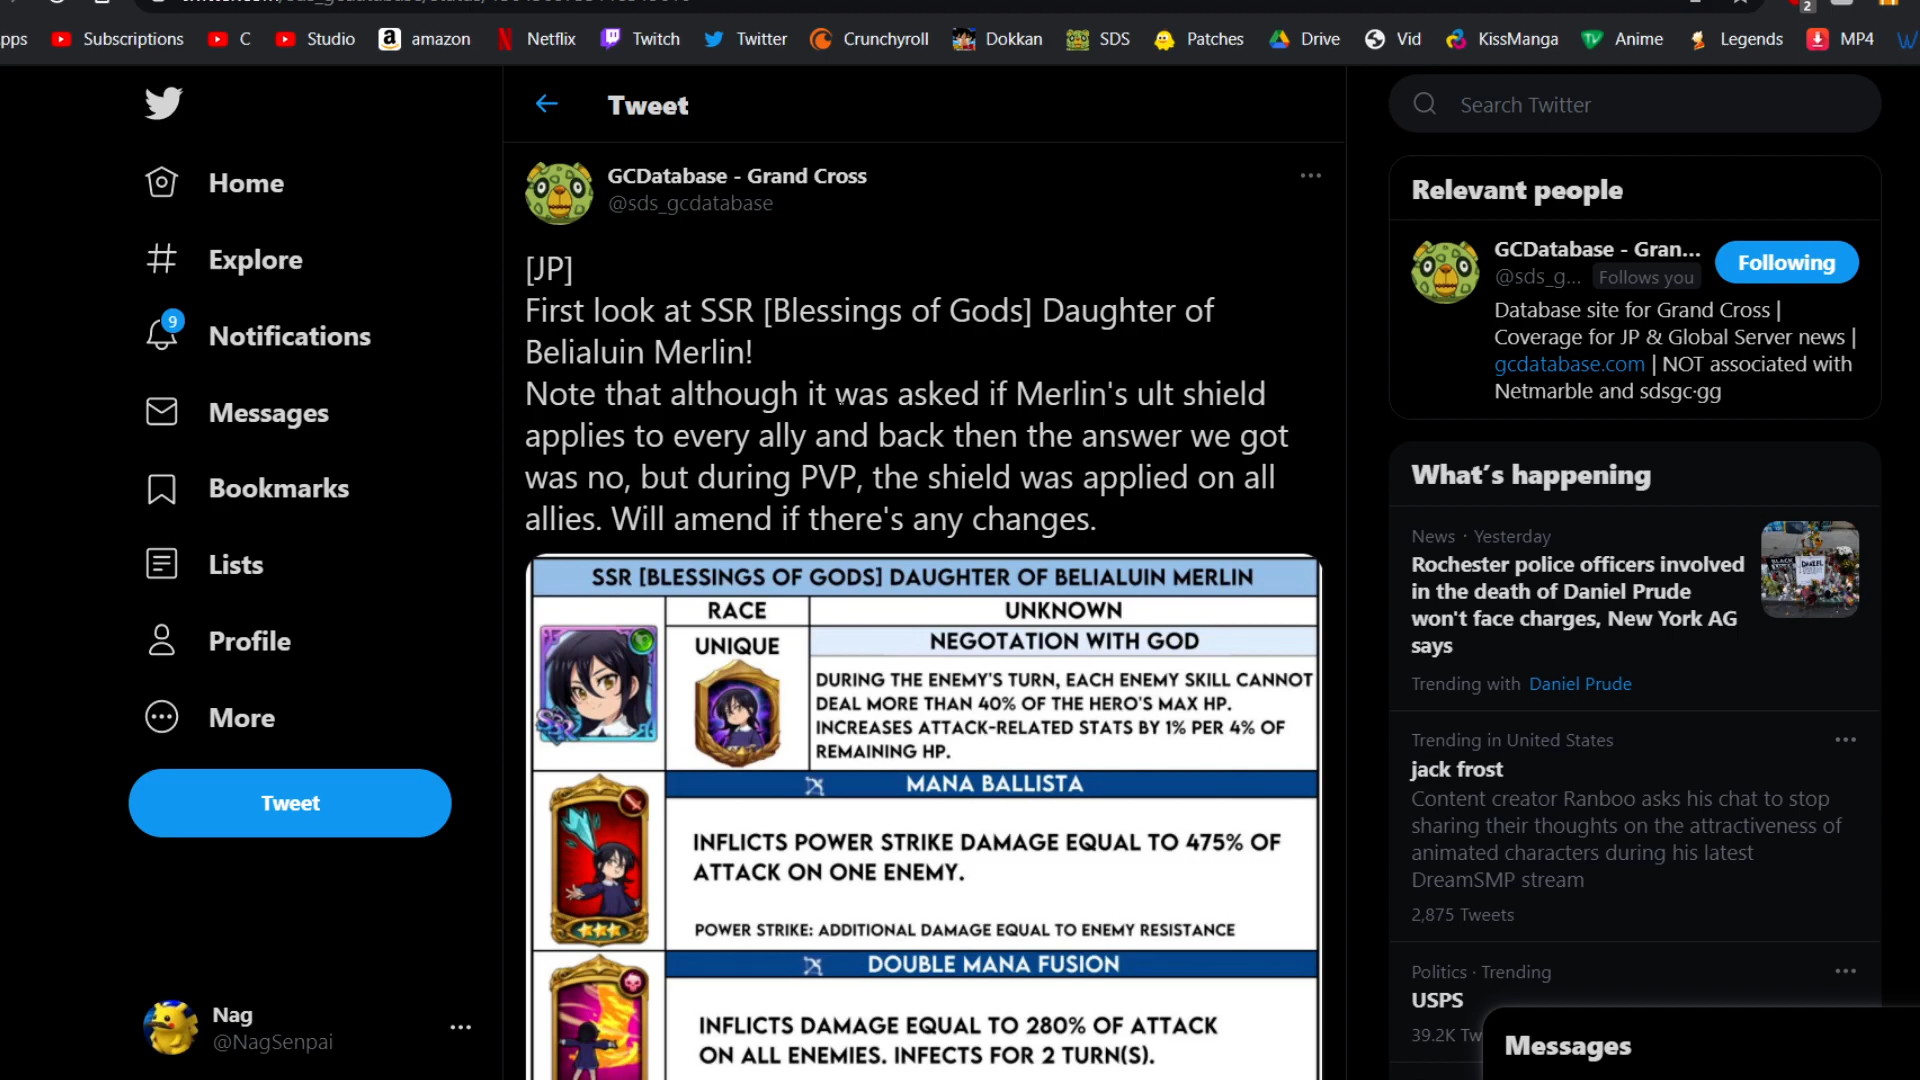 2
pps
Subscriptions
C
Studio
amazon
Netflix
Twitch
Twitter
Crunchyroll
Dokkan
SDS
Patches
Drive
Vid
KissManga
Anime
Legends
MP4
Home
Explore
9
Notifications
Messages
Bookmarks
Lists
Profile
More
Tweet
Nag
@NagSenpai
Tweet
GCDatabase - Grand Cross
@sds_gcdatabase
[JP]
First look at SSR [Blessings of Gods] Daughter of
Belialuin Merlin!
Note that although it was asked if Merlin's ult shield
applies to every ally and back then the answer we got
was no, but during PVP, the shield was applied on all
allies. Will amend if there's any changes.
SSR [BLESSINGS OF GODS] DAUGHTER OF BELIALUIN MERLIN
RACE
UNKNOWN
UNIQUE
NEGOTATION WITH GOD
DURING THE ENEMY'S TURN, EACH ENEMY SKILL CANNOT
DEAL MORE THAN 40% OF THE HERO'S MAX HP.
INCREASES ATTACK-RELATED STATS BY 1% PER 4% OF
REMAINING HP.
SSR
MANA BALLISTA
INFLICTS POWER STRIKE DAMAGE EQUAL TO 475% OF
ATTACK ON ONE ENEMY.
POWER STRIKE: ADDITIONAL DAMAGE EQUAL TO ENEMY RESISTANCE
DOUBLE MANA FUSION
INFLICTS DAMAGE EQUAL TO 280% OF ATTACK
ON ALL ENEMIES. INFECTS FOR 2 TURN(S).
Search Twitter
Relevant people
GCDatabase - Gran...
@sds_g... Follows you
Following
Database site for Grand Cross |
Coverage for JP & Global Server news |
gcdatabase.com | NOT associated with
Netmarble and sdsgc·gg
What's happening
News · Yesterday
Rochester police officers involved
in the death of Daniel Prude
won't face charges, New York AG
says
Trending with Daniel Prude
Trending in United States
jack frost
Content creator Ranboo asks his chat to stop
sharing their thoughts on the attractiveness of
animated characters during his latest
DreamSMP stream
2,875 Tweets
Politics · Trending
USPS
39.2K Tw
Messages